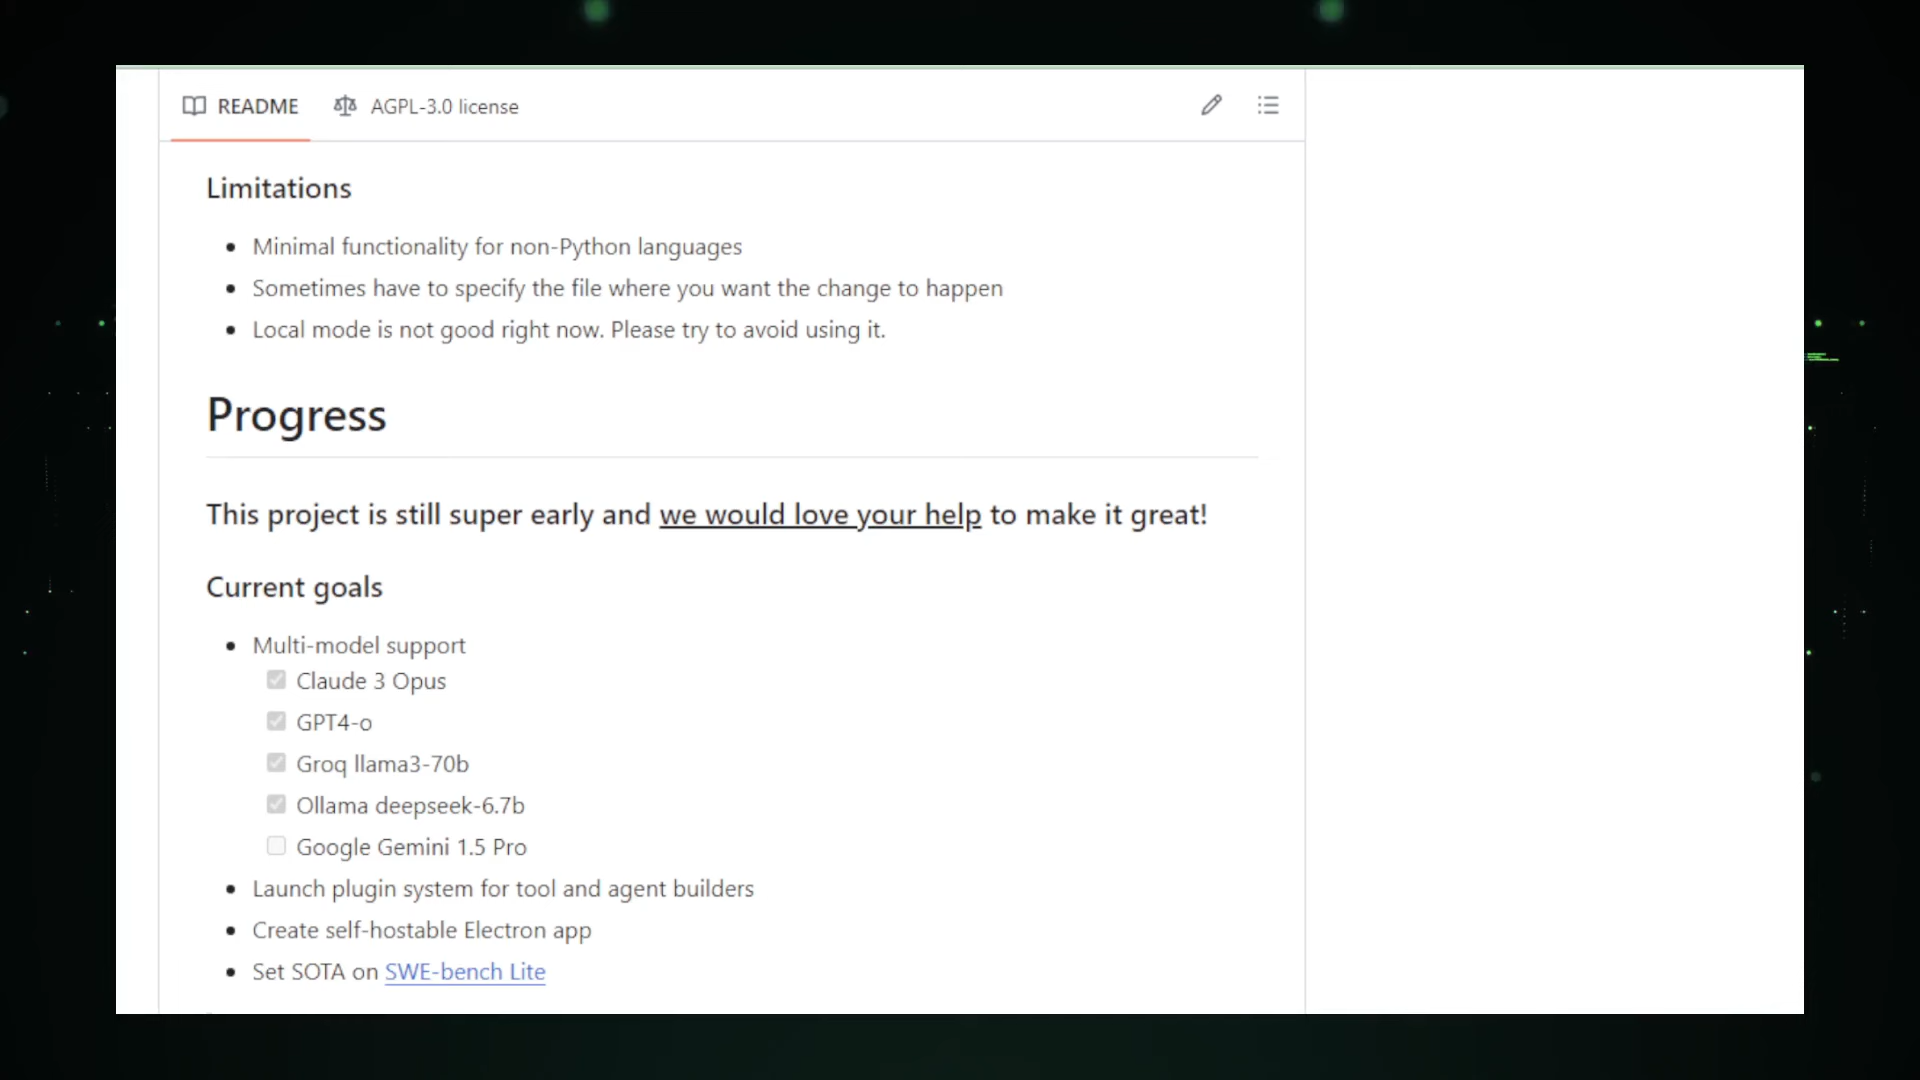 README
AGPL-3.0 license
Limitations
Minimal functionality for non-Python languages
Sometimes have to specify the file where you want the change to happen
Local mode is not good right now. Please try to avoid using it.
Progress
This project is still super early and we would love your help to make it great!
Current goals
Multi-model support
Claude 3 Opus
GPT4-o
Groq llama3-70b
Ollama deepseek-6.7b
Google Gemini 1.5 Pro
Launch plugin system for tool and agent builders
Create self-hostable Electron app
Set SOTA on SWE-bench Lite